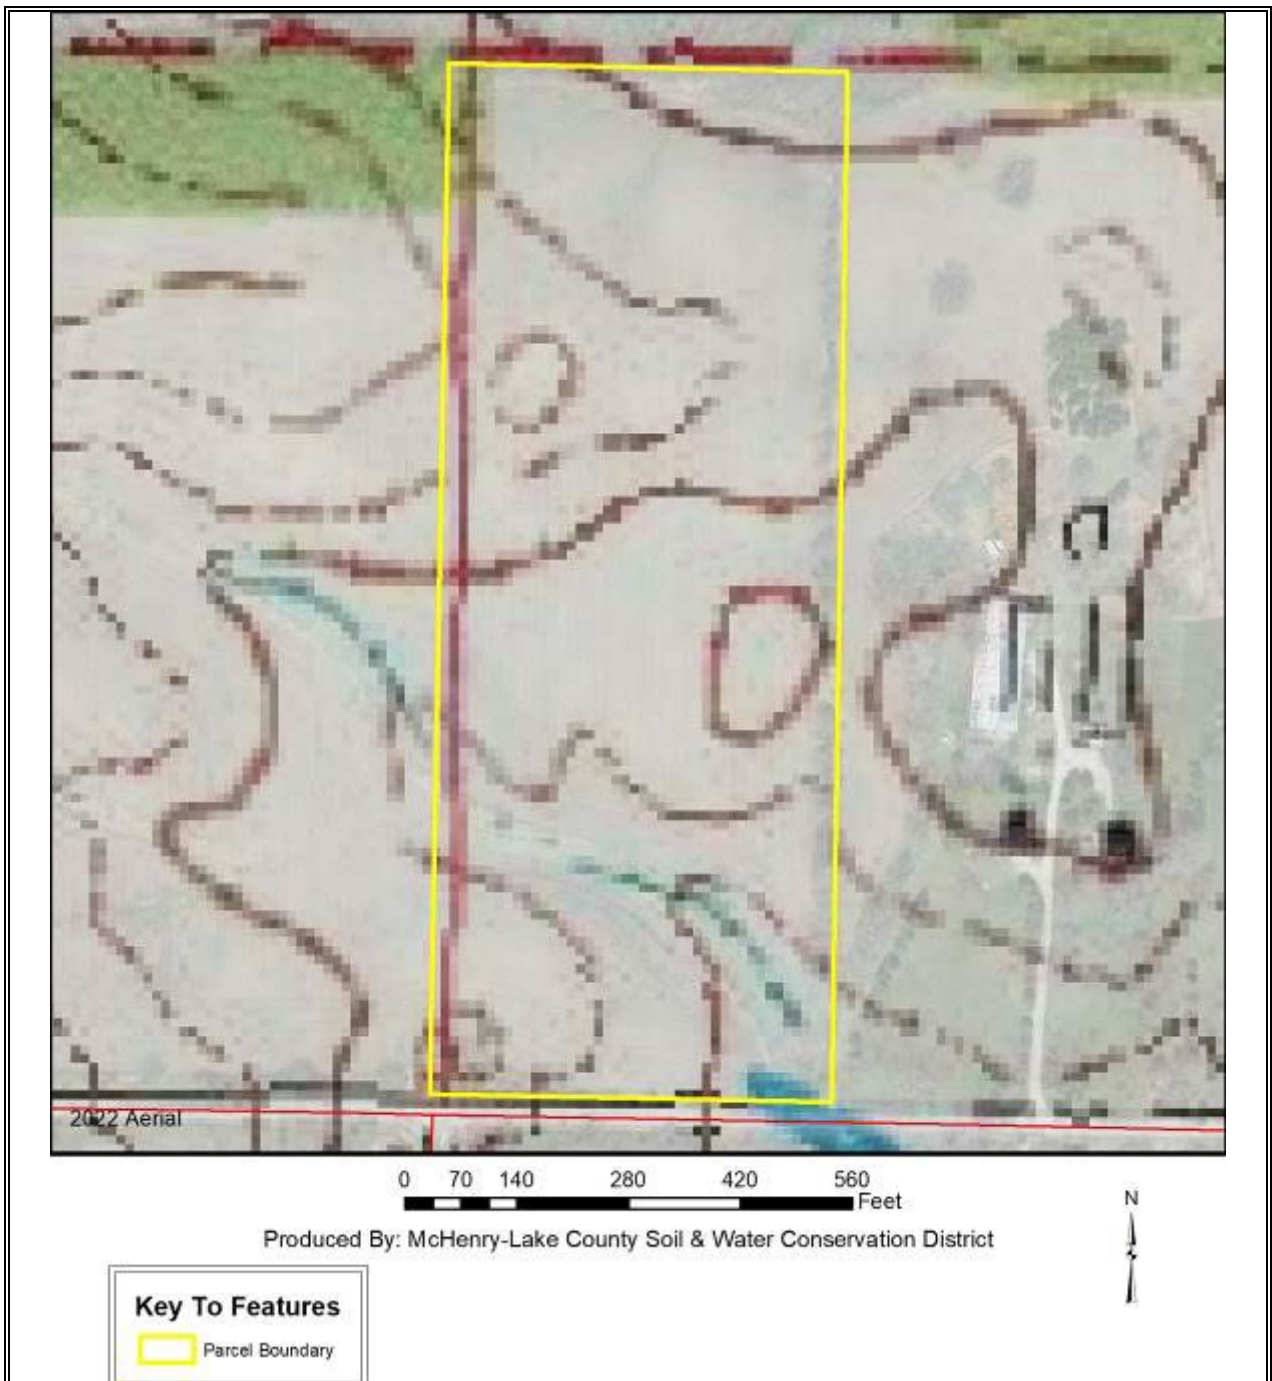 2022 Aerial
0 70 140 280 420 560
Feet
N
Produced By: McHenry-Lake County Soil & Water Conservation District
Key To Features
Parcel Boundary